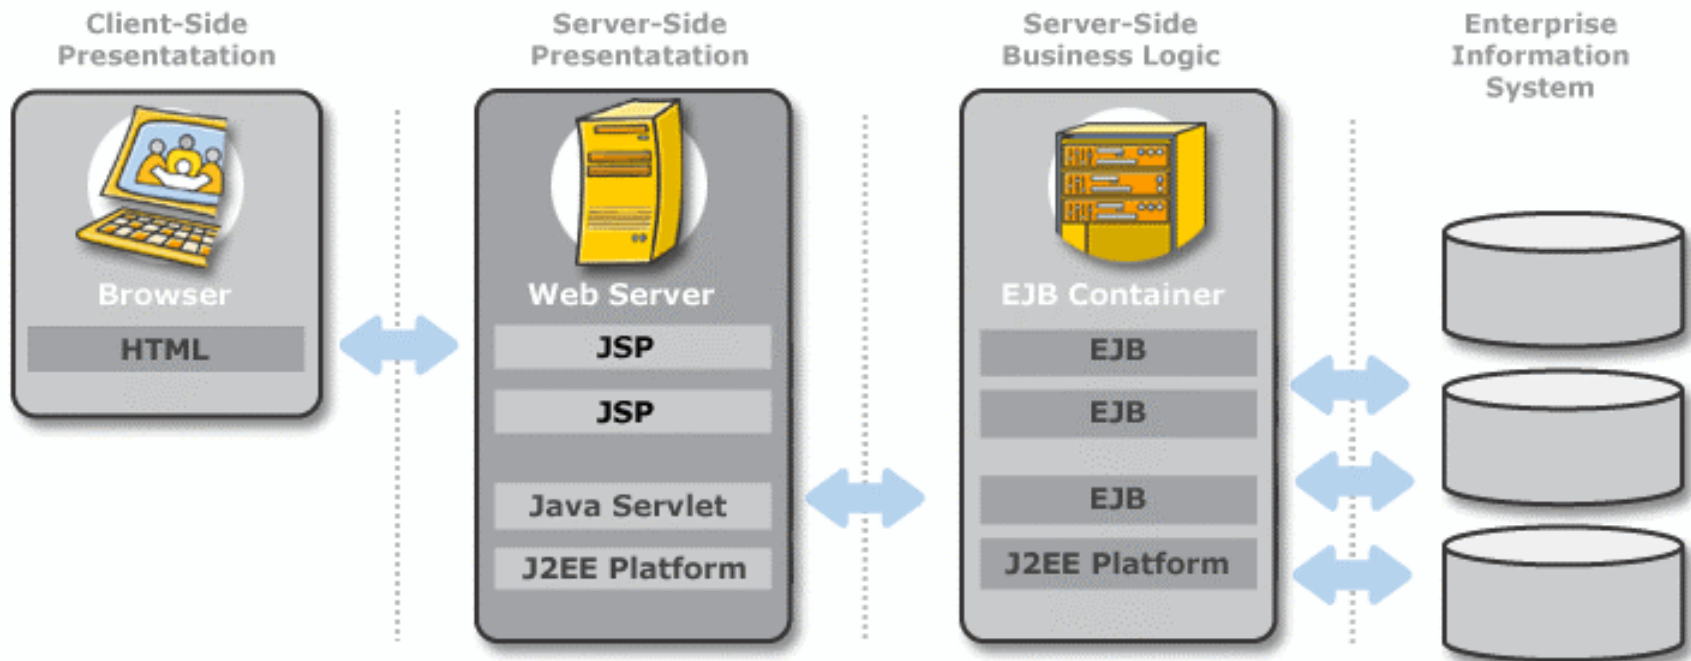 Client-Side
Presentatation
Browser
HTML
Server-Side
Presentatation
Web Server
JSP
JSP
Java Servlet
J2EE Platform
Server-Side
Business Logic
EJB Container
EJB
EJB
EJB
J2EE Platform
Enterprise
Information
System